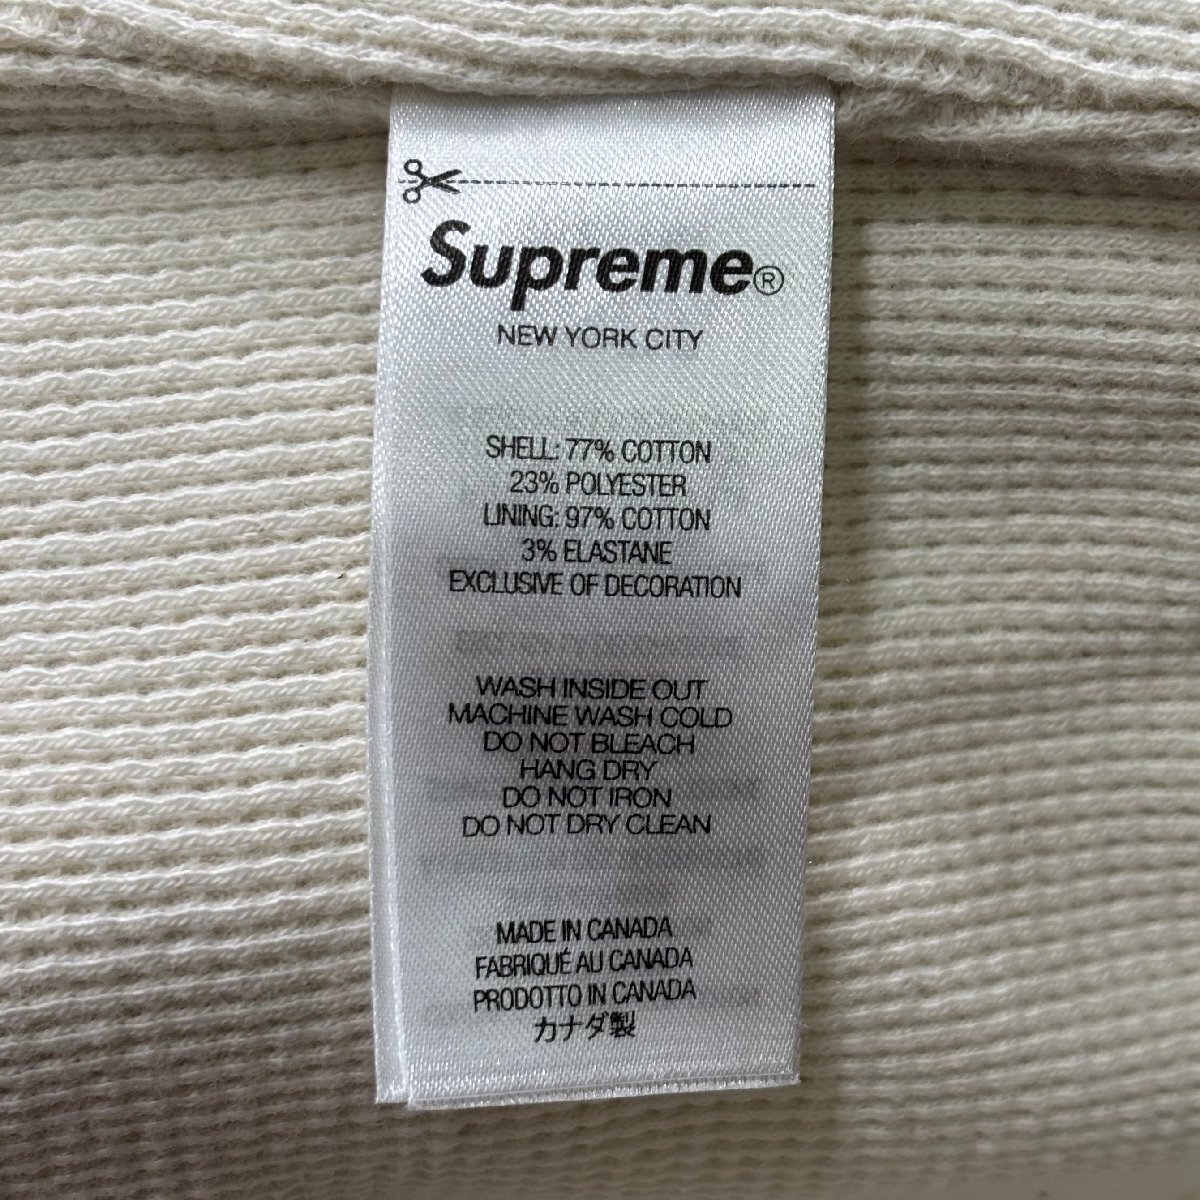 Supreme®
NEW YORK CITY
SHELL: 77% COTTON
23% POLYESTER
LINING: 97% COTTON
3% ELASTANE
EXCLUSIVE OF DECORATION
WASH INSIDE OUT
MACHINE WASH COLD
DO NOT BLEACH
HANG DRY
DO NOT IRON
DO NOT DRY CLEAN
MADE IN CANADA
FABRIQUÉ AU CANADA
PRODOTTO IN CANADA
カナダ製